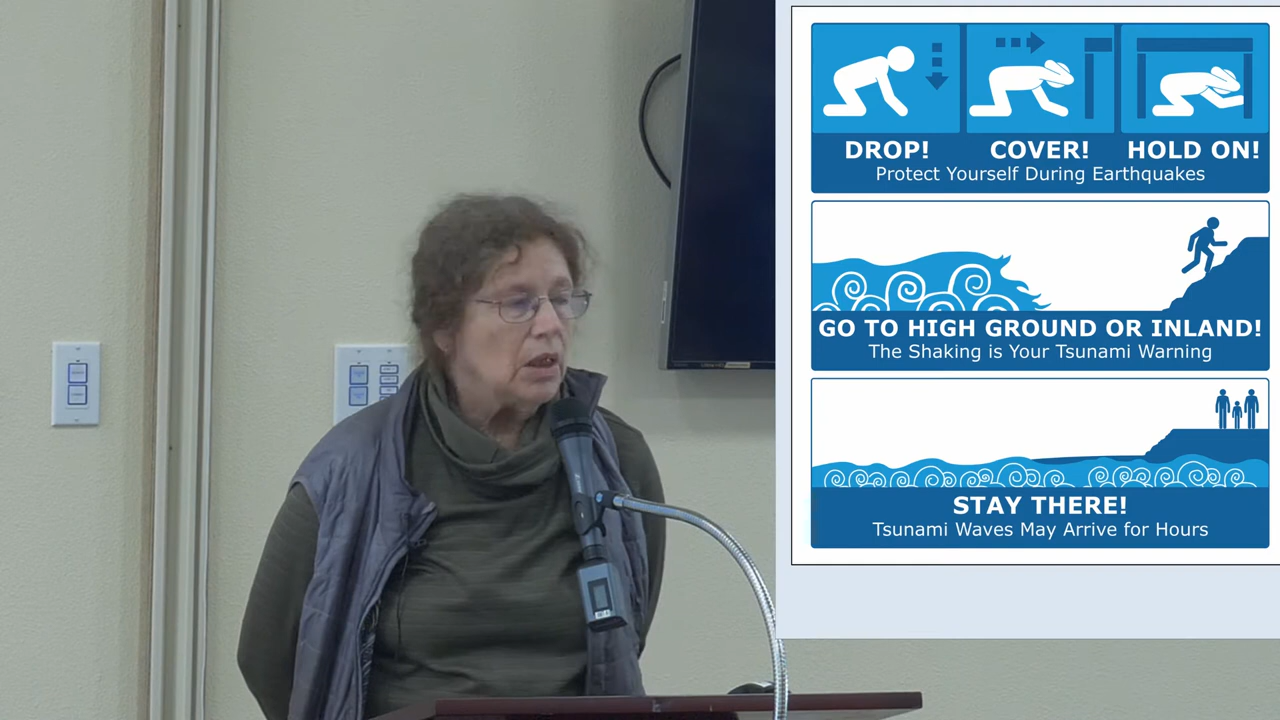 DROP!
COVER!
HOLD ON!
Protect Yourself During Earthquakes
GO TO HIGH GROUND OR INLAND!
The Shaking is Your Tsunami Warning
STAY THERE!
Tsunami Waves May Arrive for Hours